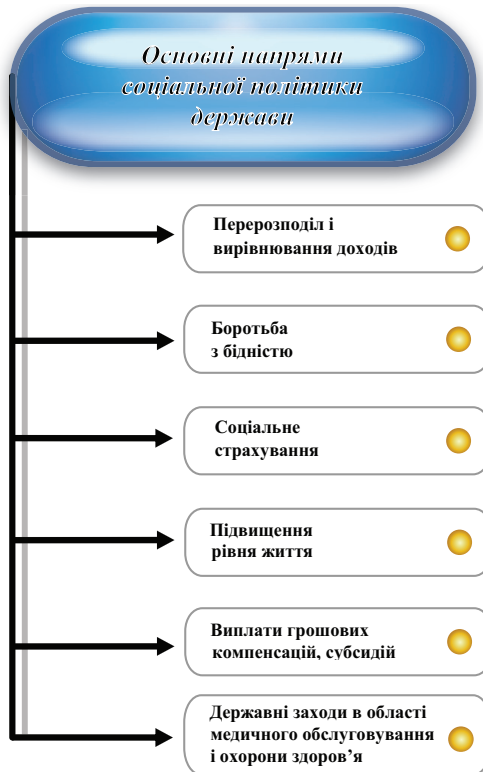 Основні напрями
соціальної політики
держави
Перерозподіл і
вирівнювання доходів
Боротьба
з бідністю
Соціальне
страхування
Підвищення
рівня життя
Виплати грошових
компенсацій, субсидій
Державні заходи в області
медичного обслуговування
і охорони здоров’я